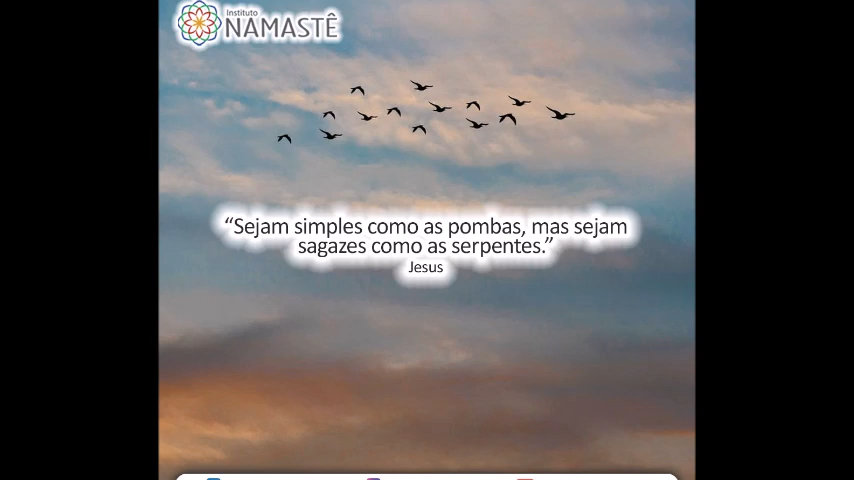 Instituto
NAMASTÊ
“Sejam simples como as pombas, mas sejam
sagazes como as serpentes.”
Jesus